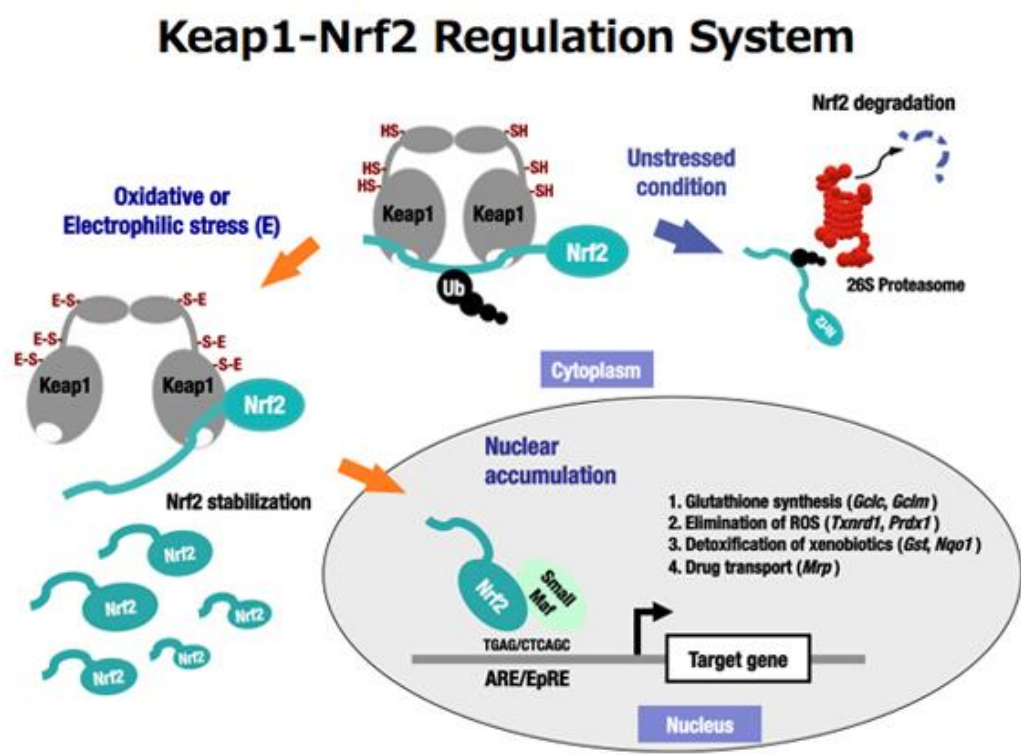 Keap1-Nrf2 Regulation System
Nrf2 degradation
HS-
-SH
HS-
HS-
-SH
-SH
Keap1
Keap1
Nrf2
Ub
Unstressed
condition
26S Proteasome
Nrf2
Oxidative or
Electrophilic stress (E)
E-S-
-S-E
E-S-
E-S-
-S-E
-S-E
Keap1
Keap1
Nrf2
Nrf2 stabilization
Nrf2
Nrf2
Nrf2
Nrf2
Nrf2
Cytoplasm
Nuclear
accumulation
1. Glutathione synthesis (Gclc, Gclm)
2. Elimination of ROS (Txnrd1, Prdx1)
3. Detoxification of xenobiotics (Gst, Nqo1)
4. Drug transport (Mrp)
Nrf2
Small
Maf
TGAG/CTCAGC
ARE/EpRE
Target gene
Nucleus